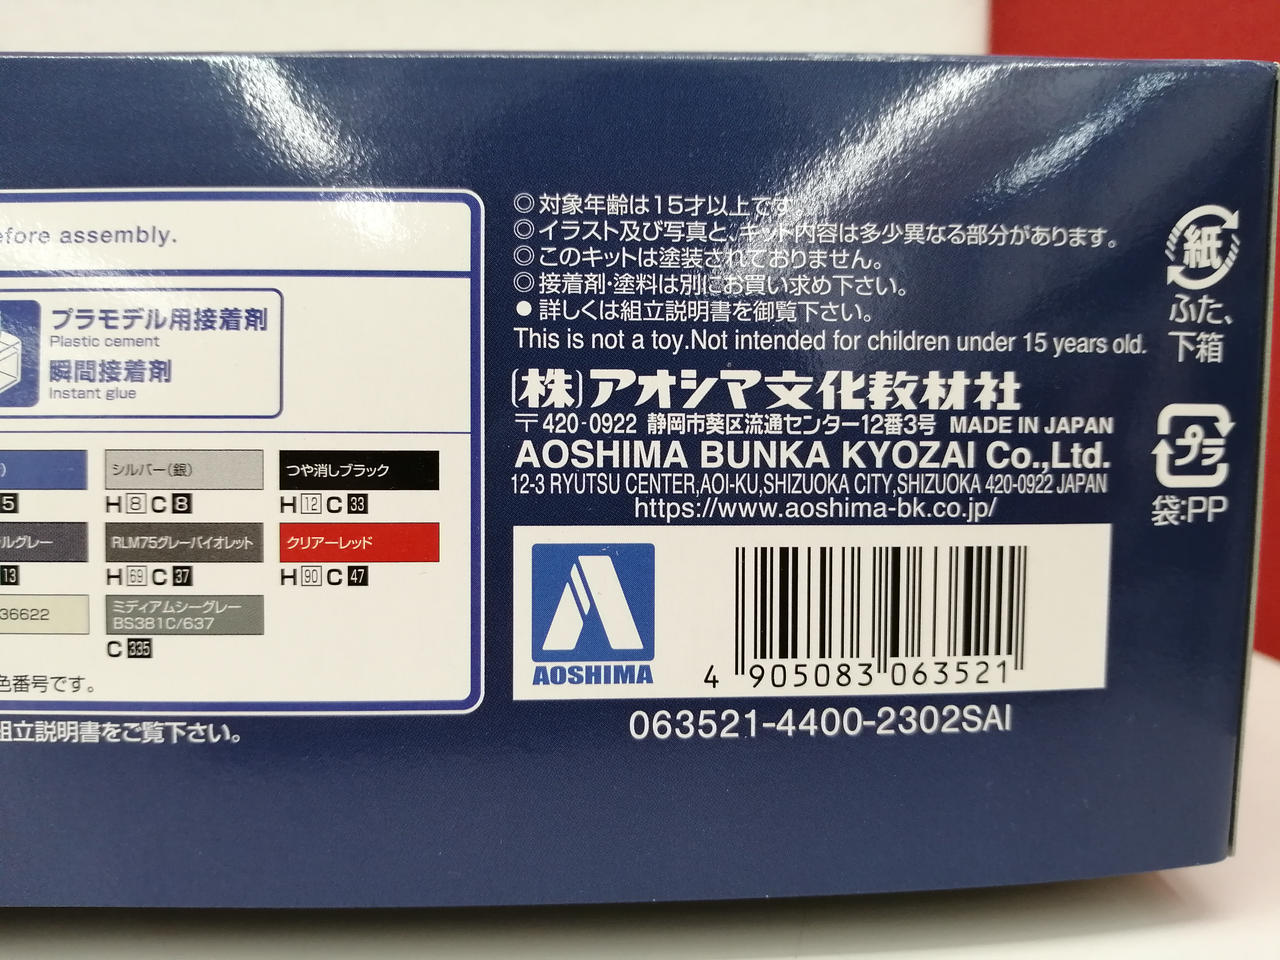 efore assembly.
プラモデル用接着剤
Plastic cement
瞬間接着剤
Instant glue
シルバー(銀)
つや消しブラック
5
H 8 C 8
H 12 C 33
ルグレー
RLM75グレーバイオレット
クリアーレッド
13
H 69 C 37
H 90 C 47
36622
ミディアムシーグレー
BS381C/637
C 335
色番号です。
組立説明書をご覧下さい。
◎対象年齢は15才以上です。
◎イラスト及び写真と、キット内容は多少異なる部分があります。
◎このキットは塗装されておりません。
◎接着剤・塗料は別にお買い求め下さい。
●詳しくは組立説明書を御覧下さい。
This is not a toy.Not intended for children under 15 years old.
(株)アオシマ文化教材社
〒420-0922 静岡市葵区流通センター12番3号 MADE IN JAPAN
AOSHIMA BUNKA KYOZAI Co.,Ltd.
12-3 RYUTSU CENTER,AOI-KU,SHIZUOKA CITY,SHIZUOKA 420-0922 JAPAN
https://www.aoshima-bk.co.jp/
AOSHIMA
4 905083 063521
063521-4400-2302SAI
紙
ふた、
下箱
プラ
袋:PP